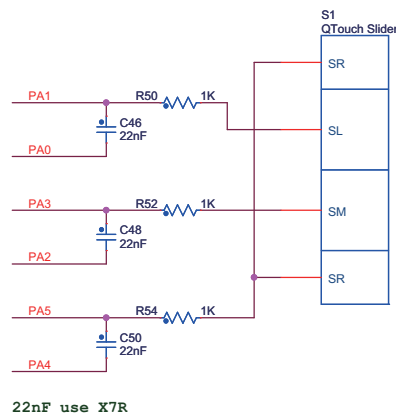 S1
QTouch Slider
SR
PA1
R50
1K
C46
22nF
SL
PA0
PA3
R52
1K
SM
C48
22nF
PA2
SR
PA5
R54
1K
C50
22nF
PA4
22nF use X7R